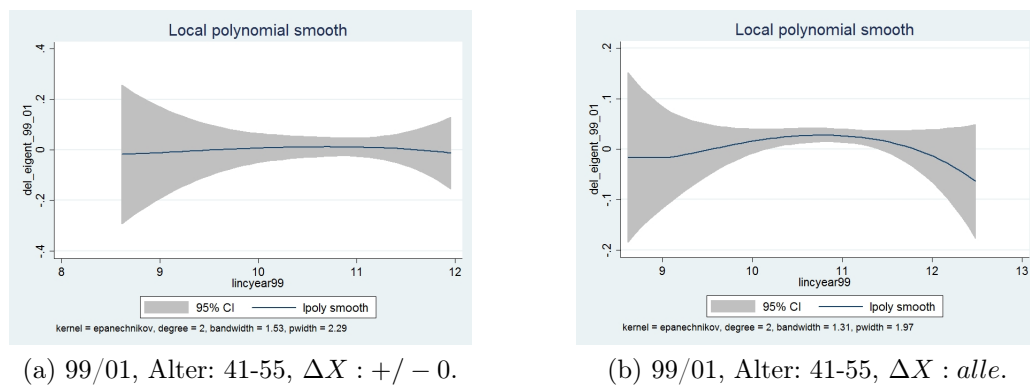 Local polynomial smooth
.4
.2
0
-.2
-.4
del_eigent_99_01
8
9
10
11
12
lincyear99
95% CI
lpoly smooth
kernel = epanechnikov, degree = 2, bandwidth = 1.53, pwidth = 2.29
(a) 99/01, Alter: 41-55, ΔX : +/ − 0.
Local polynomial smooth
.2
.1
0
-.1
-.2
del_eigent_99_01
9
10
11
12
13
lincyear99
95% CI
lpoly smooth
kernel = epanechnikov, degree = 2, bandwidth = 1.31, pwidth = 1.97
(b) 99/01, Alter: 41-55, ΔX : alle.